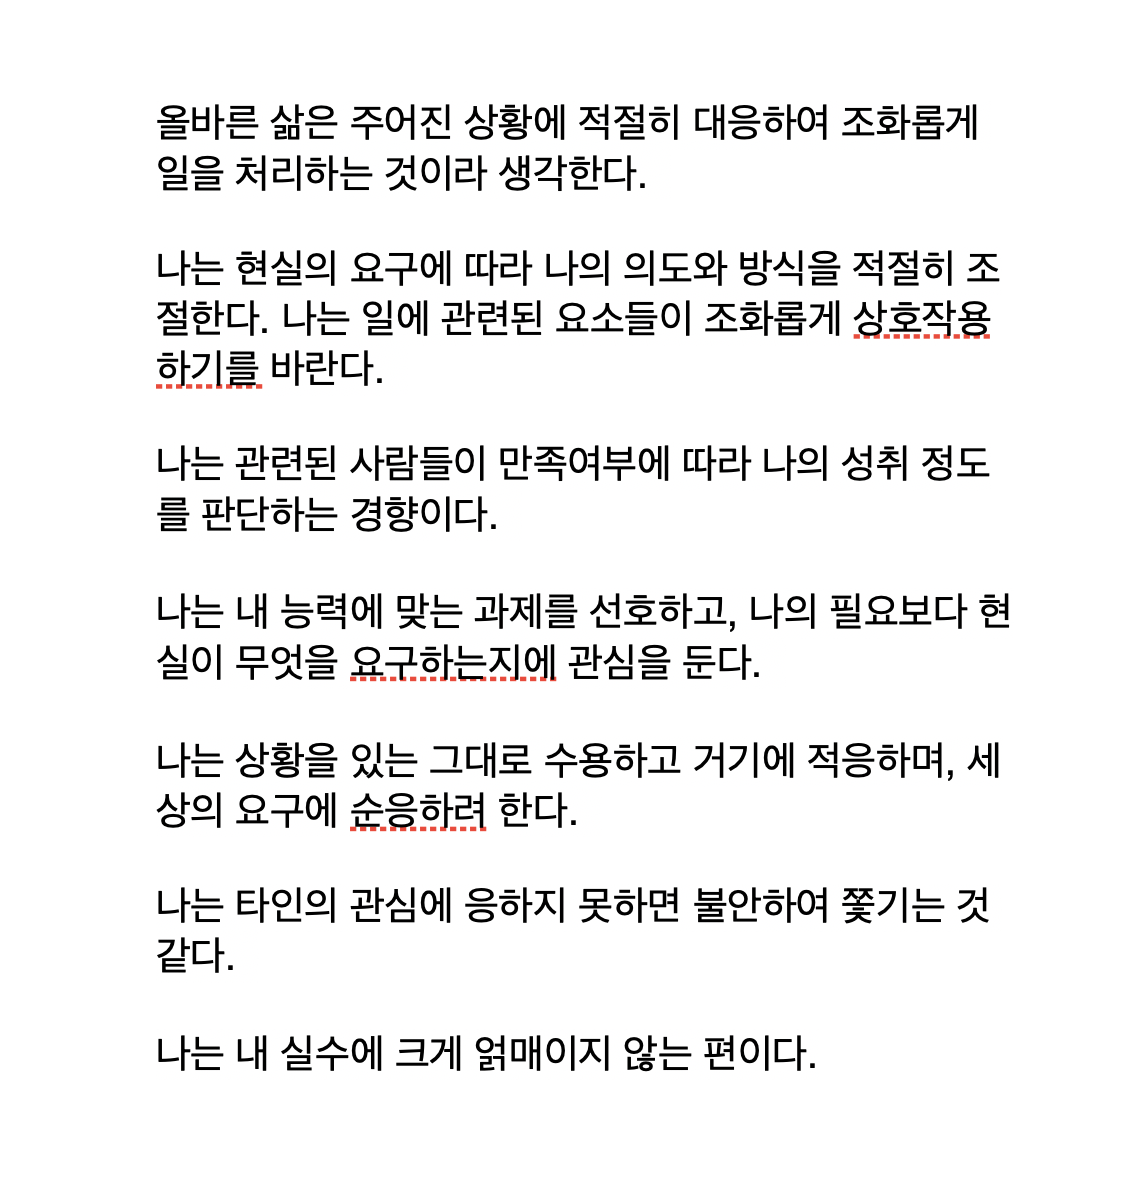 올바른 삶은 주어진 상황에 적절히 대응하여 조화롭게
일을 처리하는 것이라 생각한다.
나는 현실의 요구에 따라 나의 의도와 방식을 적절히 조
절한다. 나는 일에 관련된 요소들이 조화롭게 상호작용
하기를 바란다.
나는 관련된 사람들이 만족여부에 따라 나의 성취 정도
를 판단하는 경향이다.
나는 내 능력에 맞는 과제를 선호하고, 나의 필요보다 현
실이 무엇을 요구하는지에 관심을 둔다.
나는 상황을 있는 그대로 수용하고 거기에 적응하며, 세
상의 요구에 순응하려 한다.
나는 타인의 관심에 응하지 못하면 불안하여 쫓기는 것
같다.
나는 내 실수에 크게 얽매이지 않는 편이다.